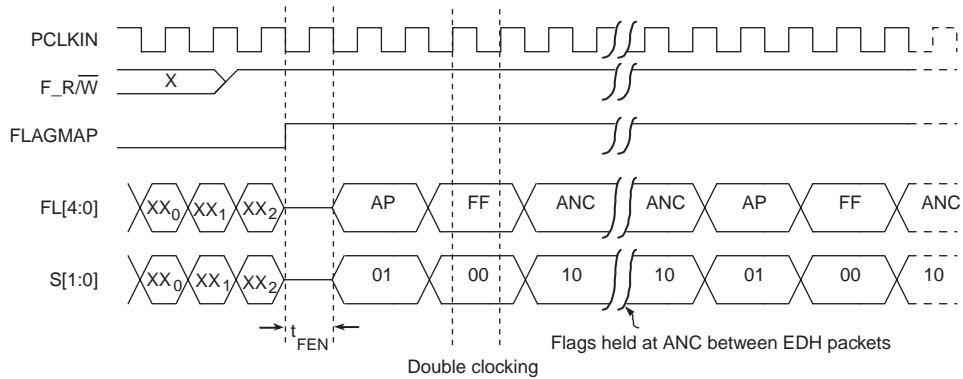 PCLKIN
F_R/W X
FLAGMAP
FL[4:0] XX0 XX1 XX2 AP FF ANC ANC AP FF ANC
S[1:0] XX0 XX1 XX2 01 00 10 10 01 00 10
tFEN
Flags held at ANC between EDH packets
Double clocking